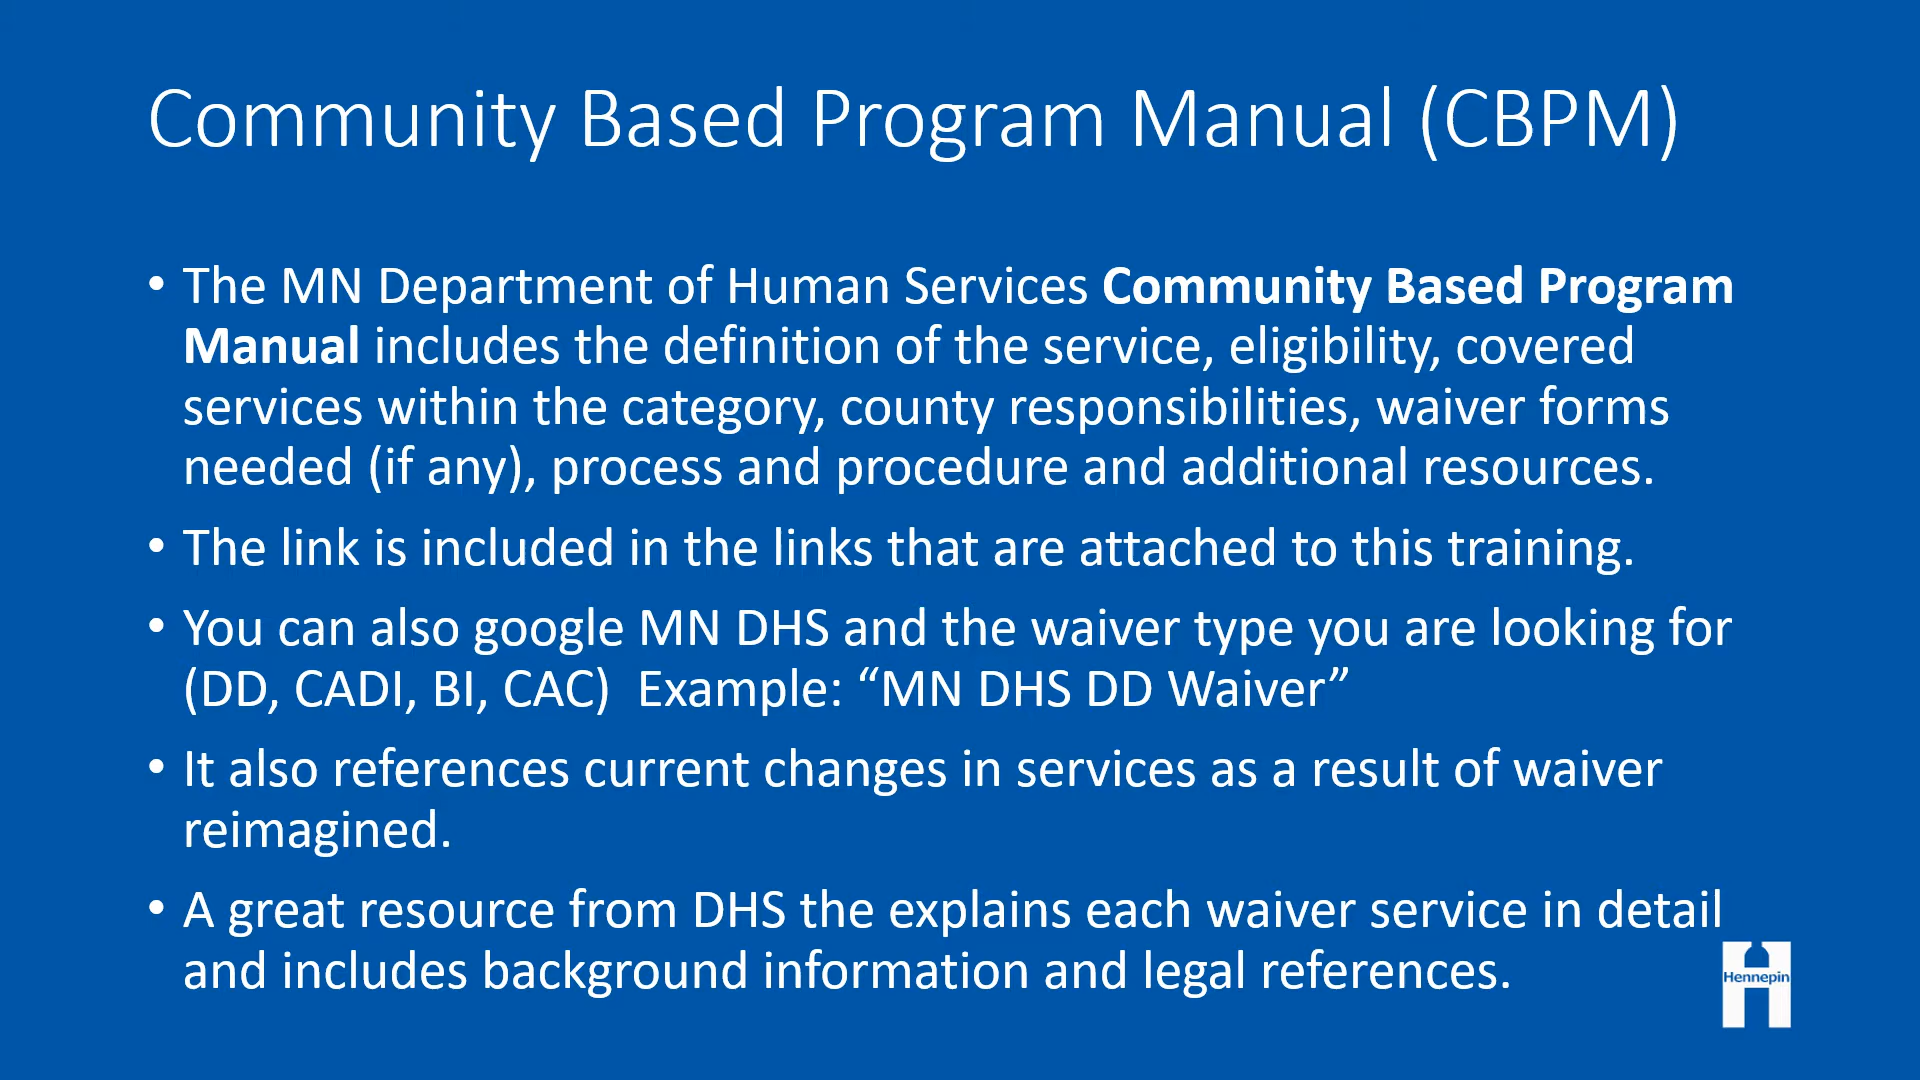 Community Based Program Manual (CBPM)
• The MN Department of Human Services Community Based Program
Manual includes the definition of the service, eligibility, covered
services within the category, county responsibilities, waiver forms
needed (if any), process and procedure and additional resources.
• The link is included in the links that are attached to this training.
• You can also google MN DHS and the waiver type you are looking for
(DD, CADI, BI, CAC)  Example: “MN DHS DD Waiver”
• It also references current changes in services as a result of waiver
reimagined.
• A great resource from DHS the explains each waiver service in detail
and includes background information and legal references.
Hennepin